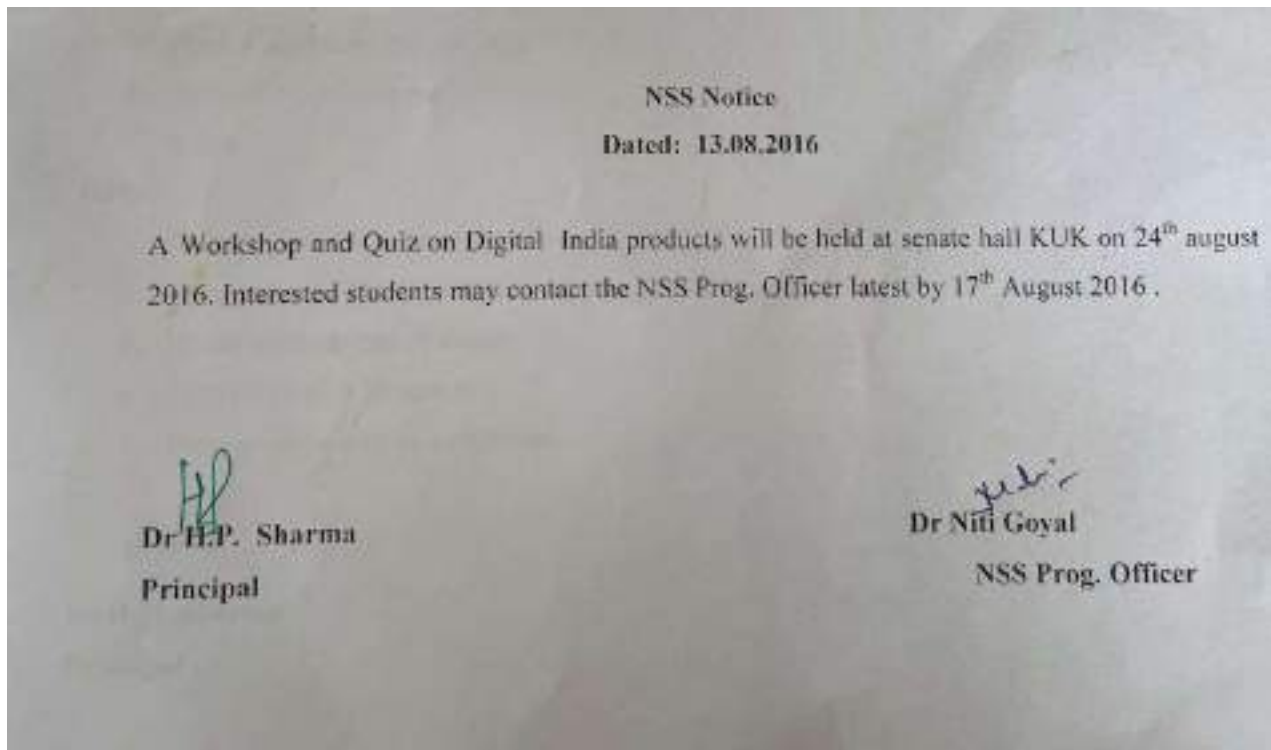 NSS Notice
Dated: 13.08.2016
A Workshop and Quiz on Digital India products will be held at senate hall KUK on 24th august
2016. Interested students may contact the NSS Prog. Officer latest by 17th August 2016 .
Dr H.P. Sharma
Principal
Dr Niti Goyal
NSS Prog. Officer